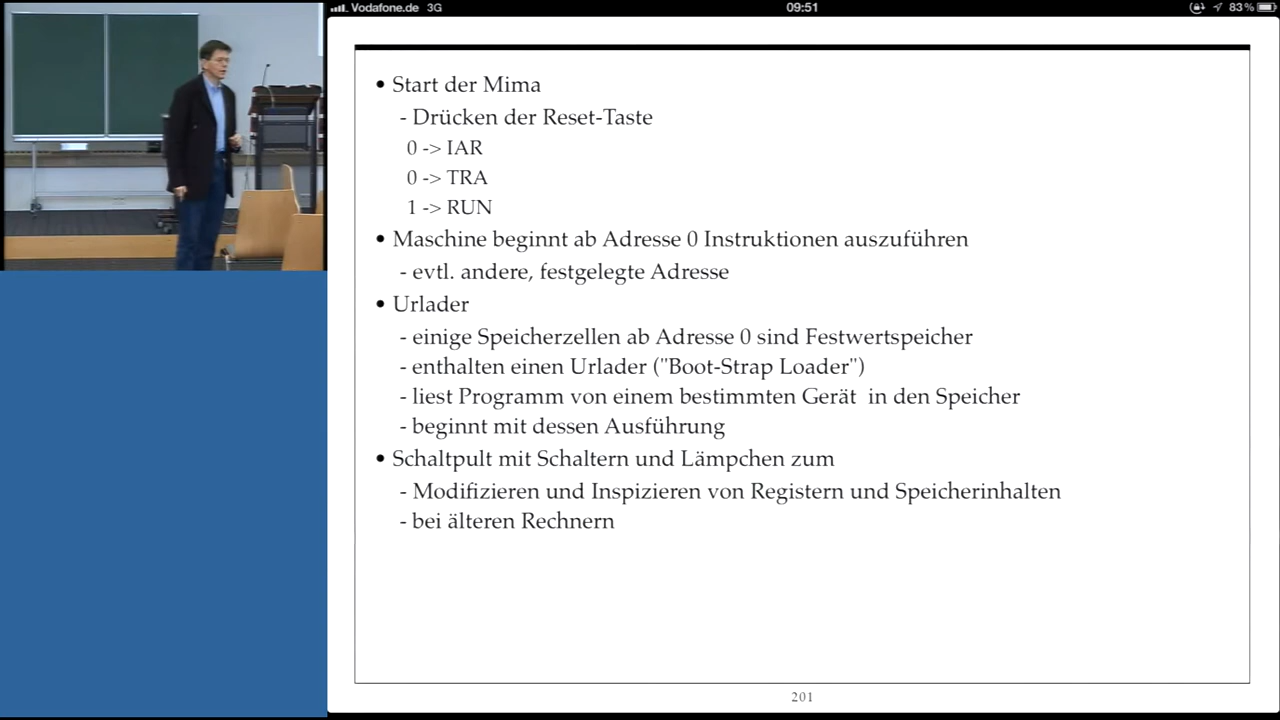 Vodafone.de 3G 09:51 83%
• Start der Mima
- Drücken der Reset-Taste
0 -> IAR
0 -> TRA
1 -> RUN
• Maschine beginnt ab Adresse 0 Instruktionen auszuführen
- evtl. andere, festgelegte Adresse
• Urlader
- einige Speicherzellen ab Adresse 0 sind Festwertspeicher
- enthalten einen Urlader ("Boot-Strap Loader")
- liest Programm von einem bestimmten Gerät in den Speicher
- beginnt mit dessen Ausführung
• Schaltpult mit Schaltern und Lämpchen zum
- Modifizieren und Inspizieren von Registern und Speicherinhalten
- bei älteren Rechnern
201